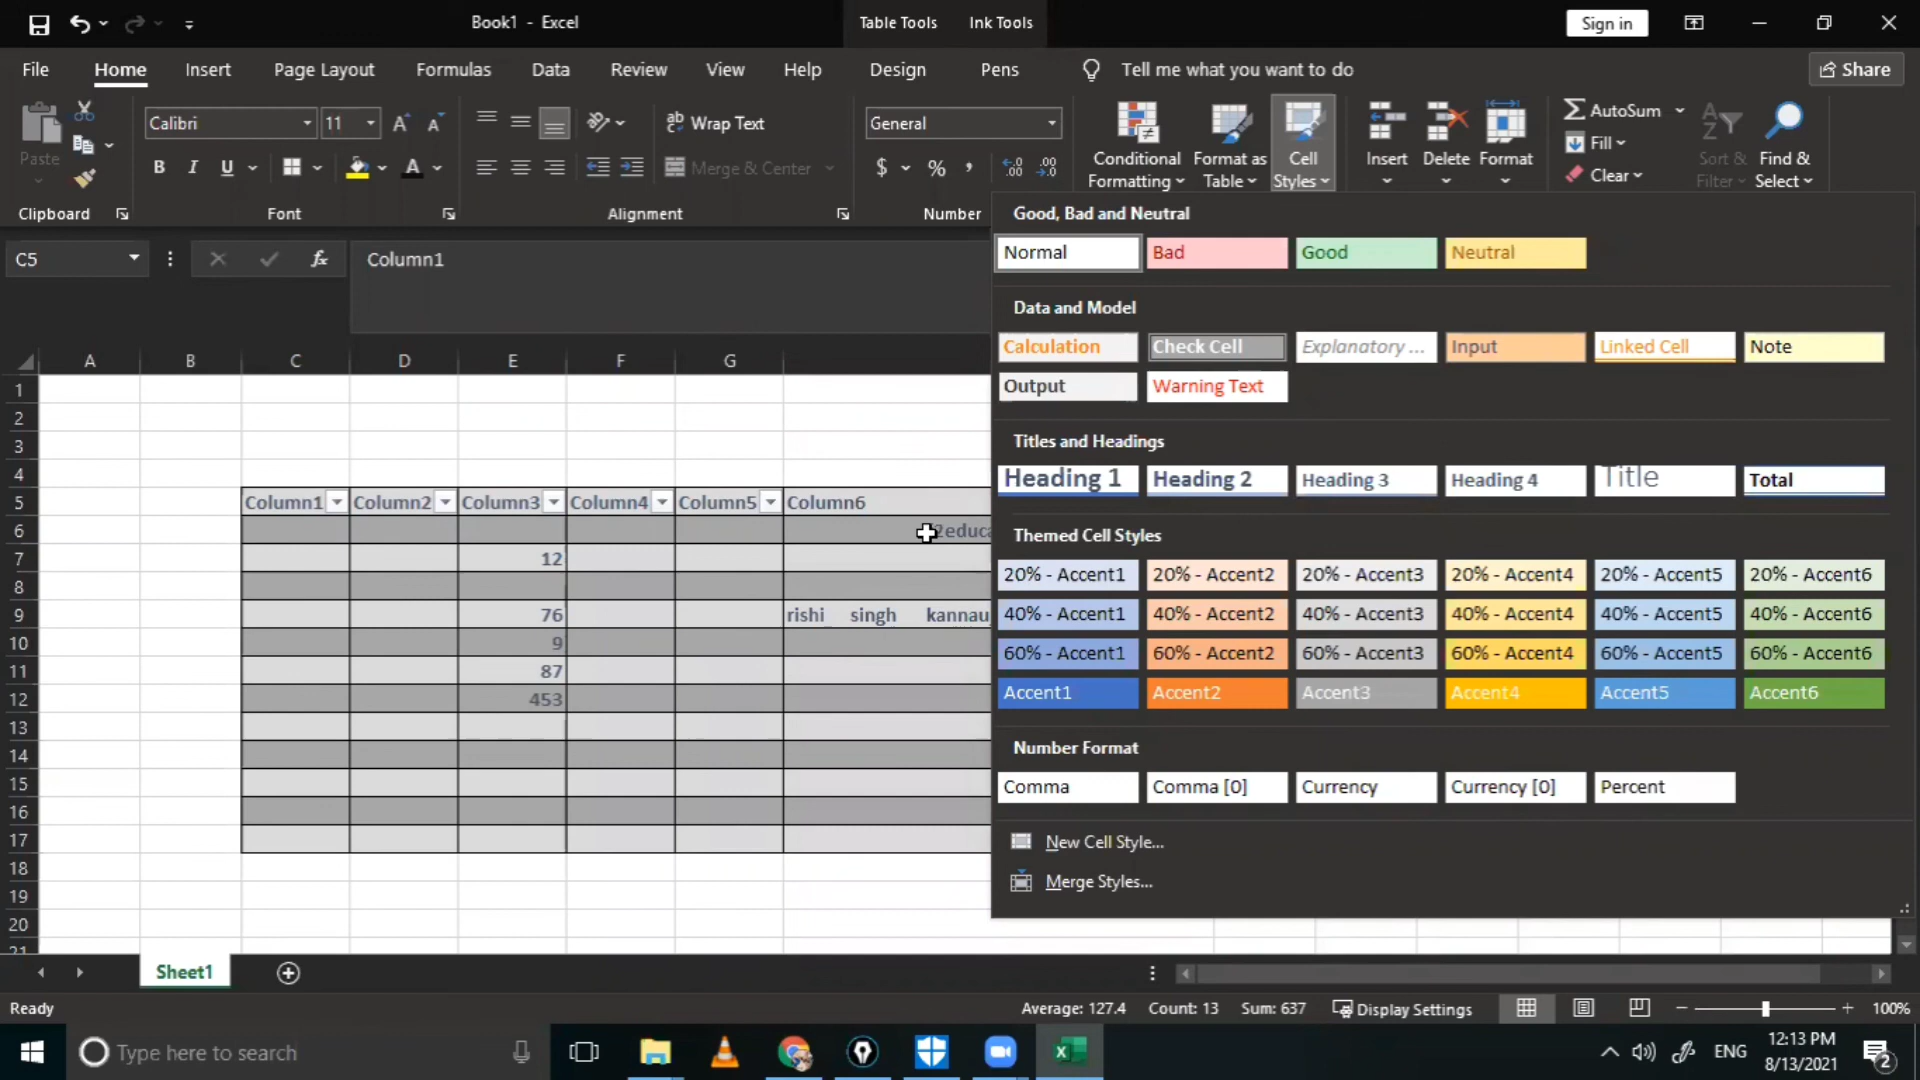 Book1 - Excel
Table Tools
Ink Tools
Sign in
File
Home
Insert
Page Layout
Formulas
Data
Review
View
Help
Design
Pens
Tell me what you want to do
Share
Paste
Calibri
11
Wrap Text
General
Merge & Center
Conditional Formatting
Format as Table
Cell Styles
Insert
Delete
Format
AutoSum
Fill
Clear
Sort & Filter
Find & Select
Clipboard
Font
Alignment
Number
C5
fx
Column1
Good, Bad and Neutral
Normal Bad Good Neutral
Data and Model
Calculation Check Cell Explanatory ... Input Linked Cell Note
Output Warning Text
Titles and Headings
Heading 1 Heading 2 Heading 3 Heading 4 Title Total
Themed Cell Styles
20% - Accent1 20% - Accent2 20% - Accent3 20% - Accent4 20% - Accent5 20% - Accent6
40% - Accent1 40% - Accent2 40% - Accent3 40% - Accent4 40% - Accent5 40% - Accent6
60% - Accent1 60% - Accent2 60% - Accent3 60% - Accent4 60% - Accent5 60% - Accent6
Accent1 Accent2 Accent3 Accent4 Accent5 Accent6
Number Format
Comma Comma [0] Currency Currency [0] Percent
New Cell Style...
Merge Styles...
A B C D E F G
1
2
3
4
5 Column1 Column2 Column3 Column4 Column5 Column6
6
7 12
8
9 76 rishi singh kannau
10 9
11 87
12 453
13
14
15
16
17
18
19
20
21
Sheet1
Ready
Average: 127.4 Count: 13 Sum: 637
Display Settings
100%
Type here to search
ENG
12:13 PM
8/13/2021
2